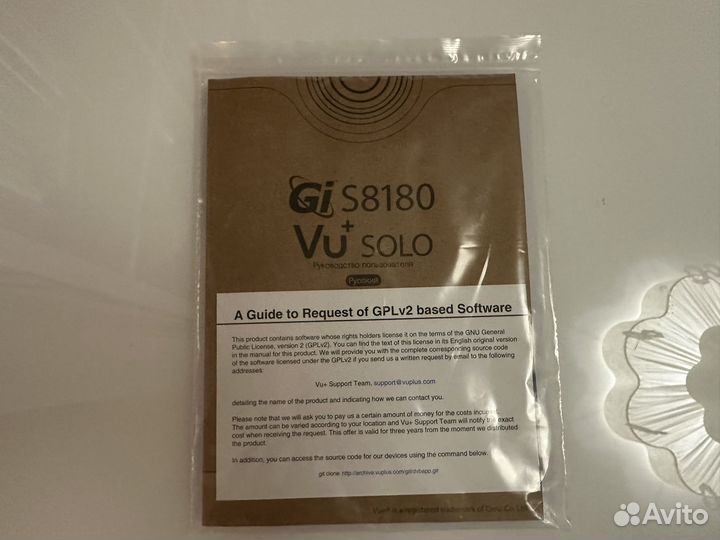 Gi S8180
Vu+ SOLO
Руководство пользователя
Русский
A Guide to Request of GPLv2 based Software
This product contains software whose rights holders license it on the terms of the GNU General
Public License, version 2 (GPLv2). You can find the text of this license in its English original version
in the manual for this product. We will provide you with the complete corresponding source code
of the software licensed under the GPLv2 if you send us a written request by email to the following
addresses:
Vu+ Support Team, support@vuplus.com
detailing the name of the product and indicating how we can contact you.
Please note that we will ask you to pay us a certain amount of money for the costs incurred.
The amount can be varied according to your location and Vu+ Support Team will notify the exact
cost when receiving the request. This offer is valid for three years from the moment we distributed
the product.
In addition, you can access the source code for our devices using the command below.
git clone http://archive.vuplus.com/git/dvbapp.git
Vu+ is a registered trademark of Ceru Co. Ltd
Avito